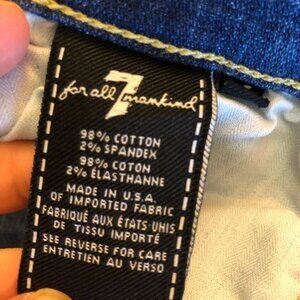 7
for all mankind
98% COTTON
2% SPANDEX
98% COTON
2% ÉLASTHANNE
MADE IN U.S.A.
OF IMPORTED FABRIC
FABRIQUÉ AUX ÉTATS-UNIS
DE TISSU IMPORTÉ
SEE REVERSE FOR CARE
ENTRETIEN AU VERSO